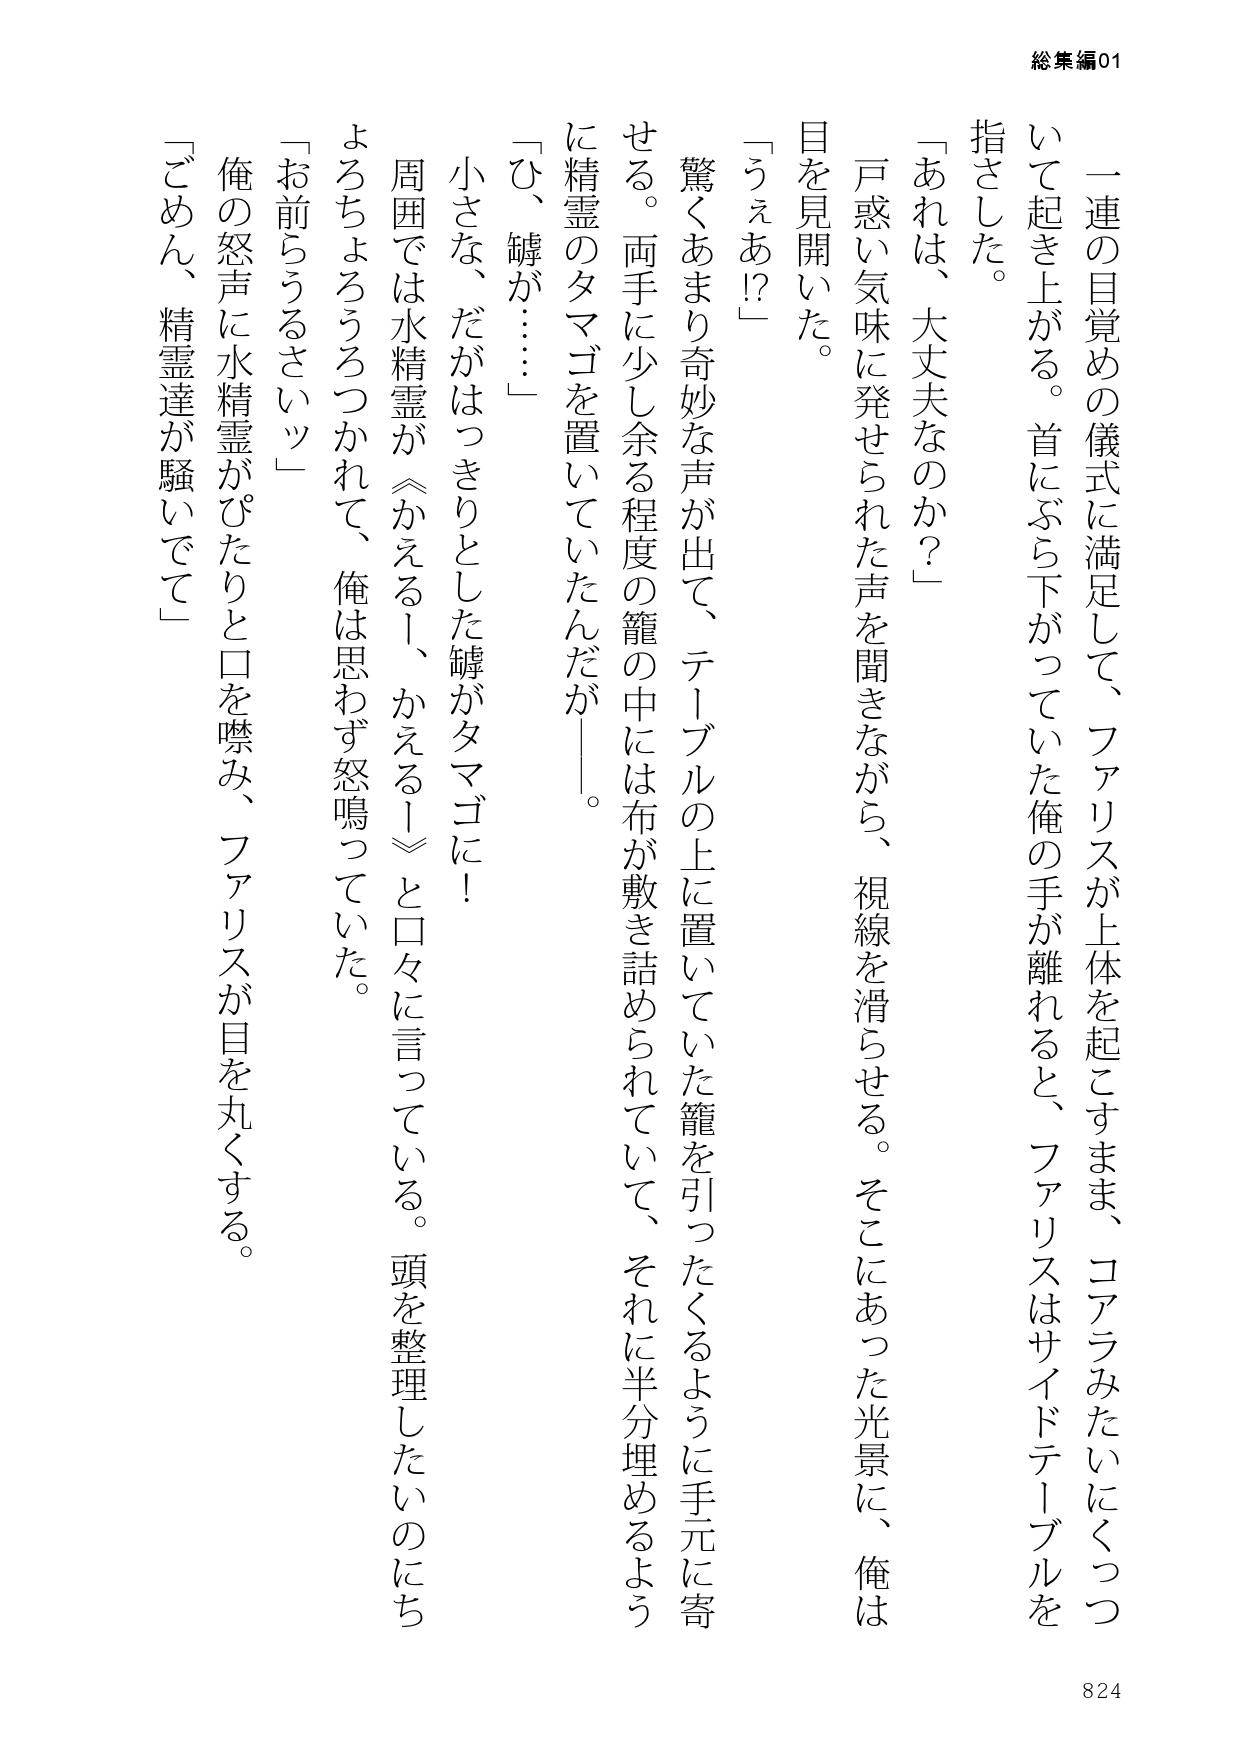 総集編01
　一連の目覚めの儀式に満足して、ファリスが上体を起こすまま、コアラみたいにくっつ
いて起き上がる。首にぶら下がっていた俺の手が離れると、ファリスはサイドテーブルを
指さした。
「あれは、大丈夫なのか？」
　戸惑い気味に発せられた声を聞きながら、視線を滑らせる。そこにあった光景に、俺は
目を見開いた。
「うぇあ!?」
　驚くあまり奇妙な声が出て、テーブルの上に置いていた籠を引ったくるように手元に寄
せる。両手に少し余る程度の籠の中には布が敷き詰められていて、それに半分埋めるよう
に精霊のタマゴを置いていたんだが――。
「ひ、罅が……」
　小さな、だがはっきりとした罅がタマゴに！
　周囲では水精霊が《かえるー、かえるー》と口々に言っている。頭を整理したいのにち
ょろちょろうろつかれて、俺は思わず怒鳴っていた。
「お前らうるさいッ」
　俺の怒声に水精霊がぴたりと口を噤み、ファリスが目を丸くする。
「ごめん、精霊達が騒いでて」
824